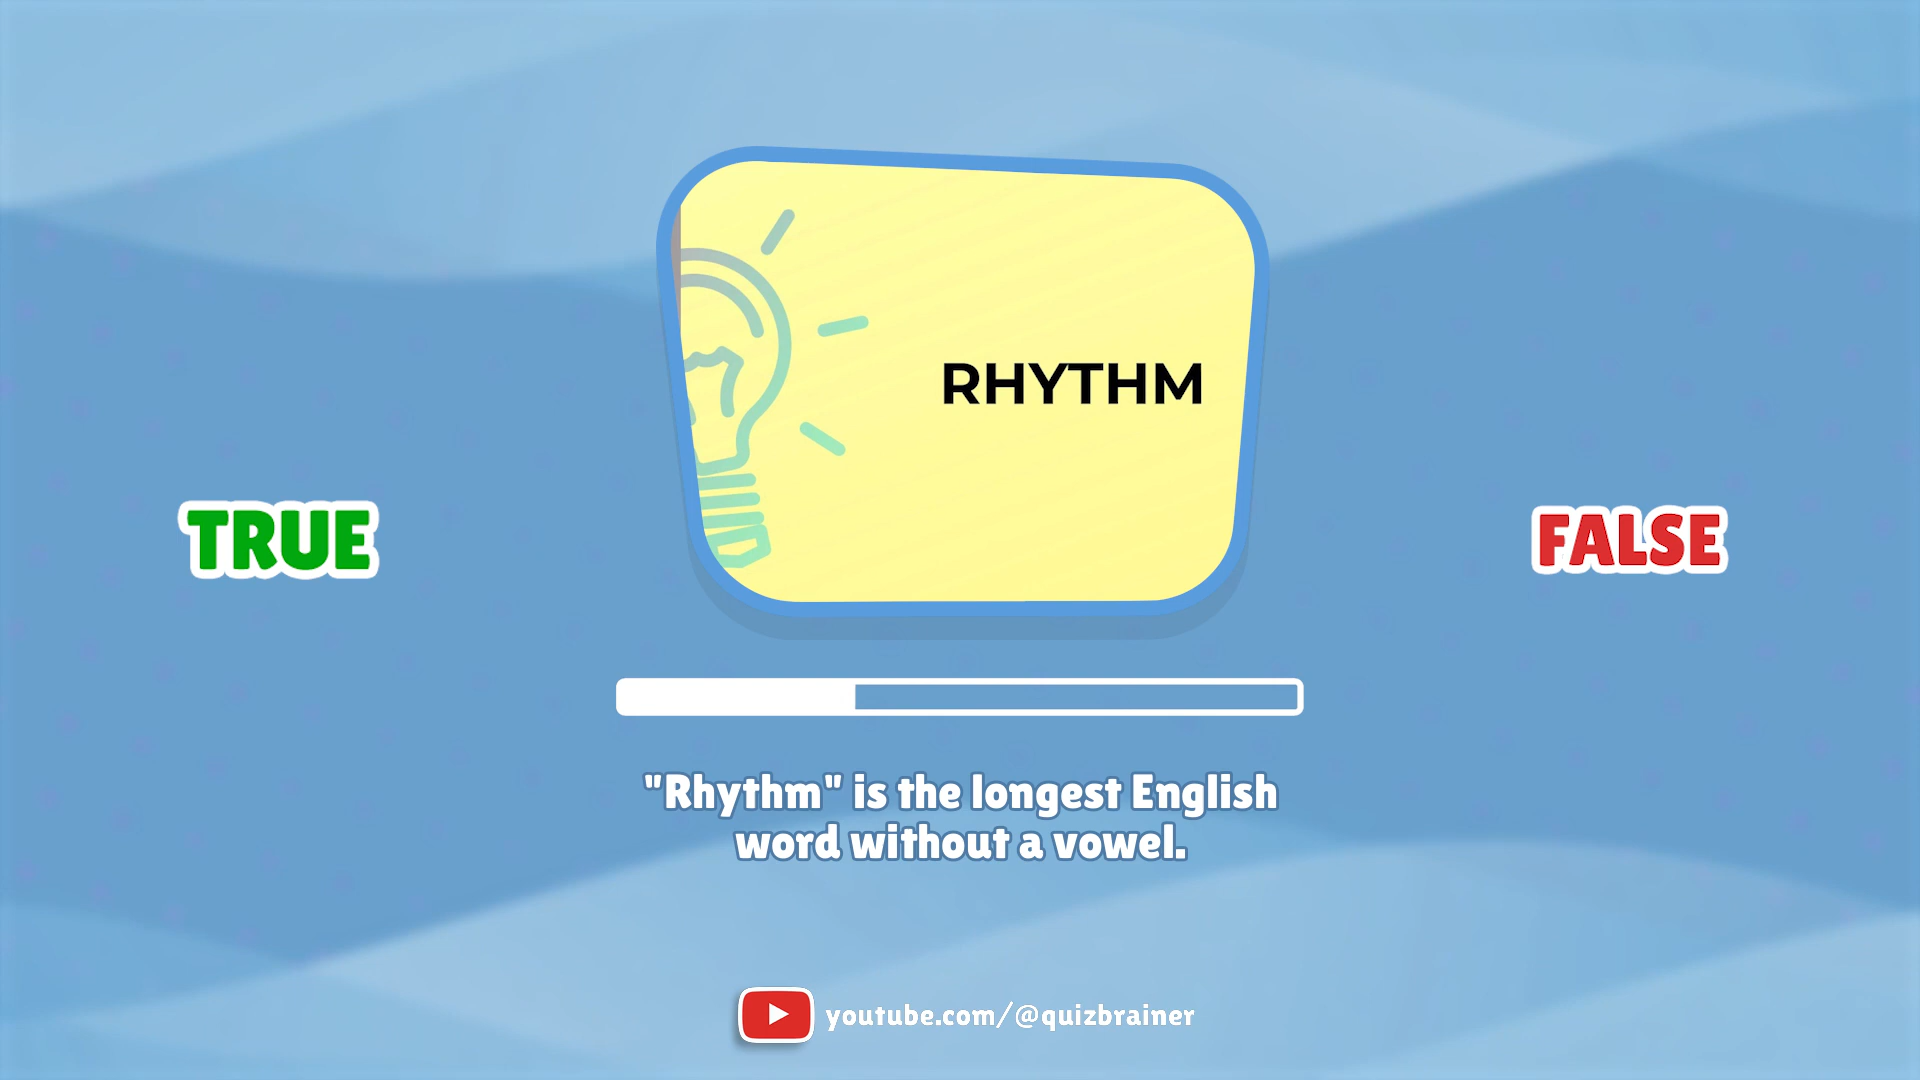 RHYTHM
TRUE
FALSE
"Rhythm" is the longest English
word without a vowel.
youtube.com/@quizbrainer